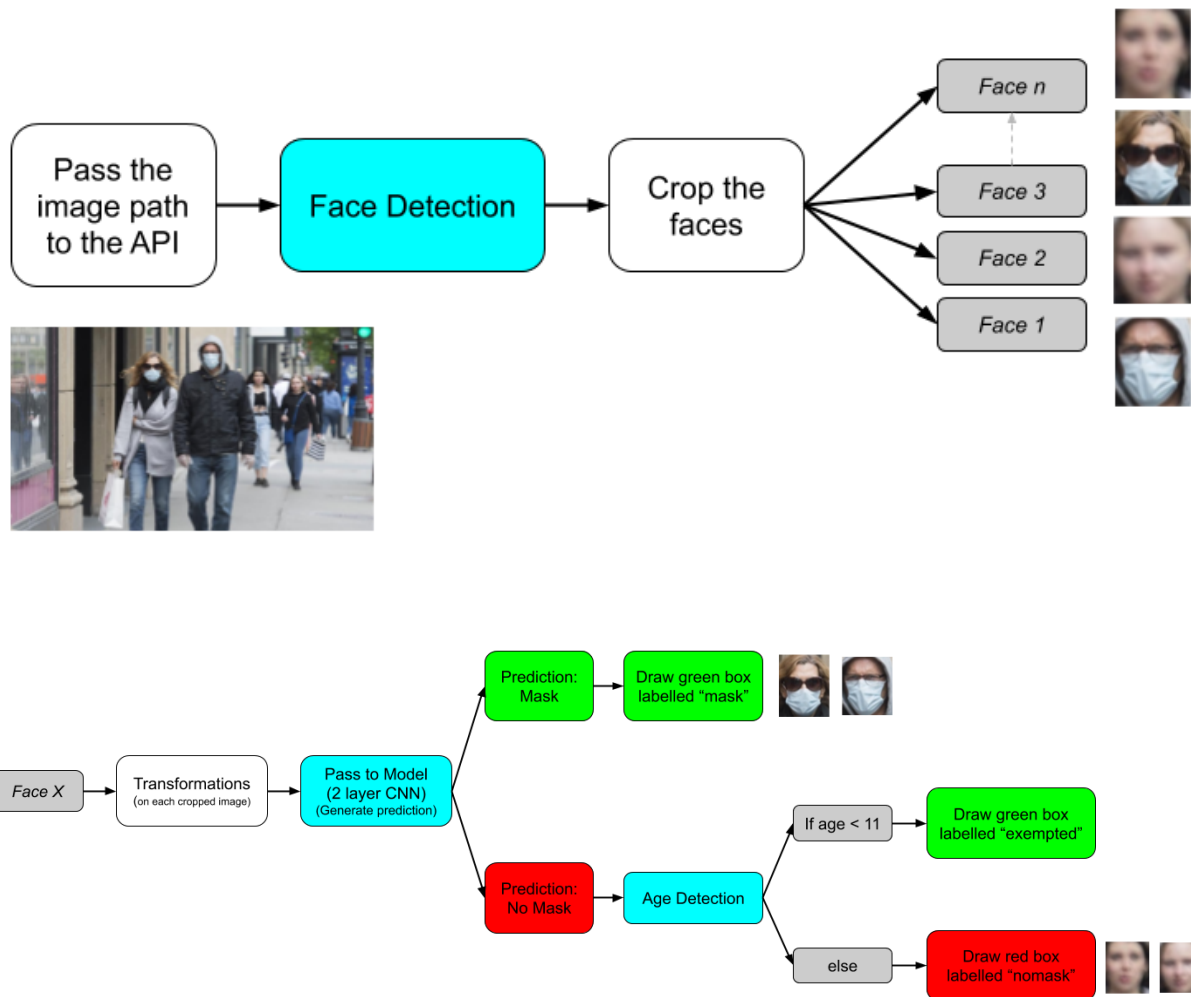 Pass the
image path
to the API
Face Detection
Crop the
faces
Face n
Face 3
Face 2
Face 1
Face X
Transformations
(on each cropped image)
Pass to Model
(2 layer CNN)
(Generate prediction)
Prediction:
Mask
Draw green box
labelled “mask”
Prediction:
No Mask
Age Detection
If age < 11
Draw green box
labelled “exempted”
else
Draw red box
labelled “nomask”